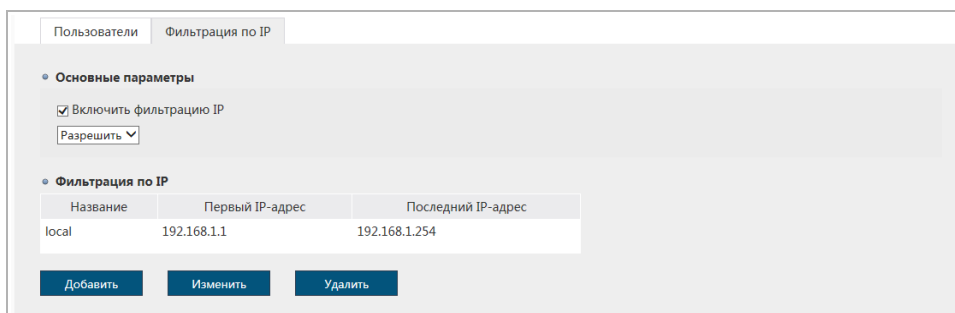 Пользователи Фильтрация по IP
Основные параметры
Включить фильтрацию IP
Разрешить
Фильтрация по IP
Название Первый IP-адрес Последний IP-адрес
local 192.168.1.1 192.168.1.254
Добавить Изменить Удалить